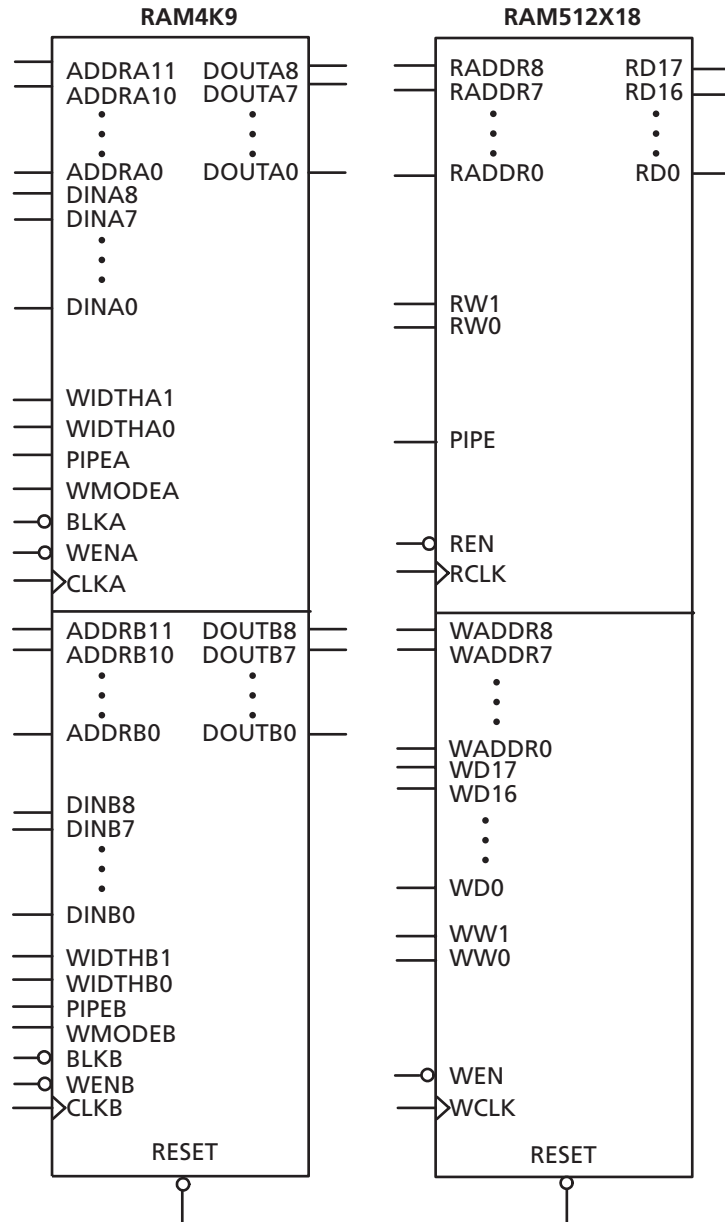 RAM4K9
ADDRA11 DOUTA8
ADDRA10 DOUTA7
ADDRA0 DOUTA0
DINA8
DINA7
DINA0
WIDTHA1
WIDTHA0
PIPEA
WMODEA
BLKA
WENA
CLKA
ADDRB11 DOUTB8
ADDRB10 DOUTB7
ADDRB0 DOUTB0
DINB8
DINB7
DINB0
WIDTHB1
WIDTHB0
PIPEB
WMODEB
BLKB
WENB
CLKB
RESET
RAM512X18
RADDR8 RD17
RADDR7 RD16
RADDR0 RD0
RW1
RW0
PIPE
REN
RCLK
WADDR8
WADDR7
WADDR0
WD17
WD16
WD0
WW1
WW0
WEN
WCLK
RESET